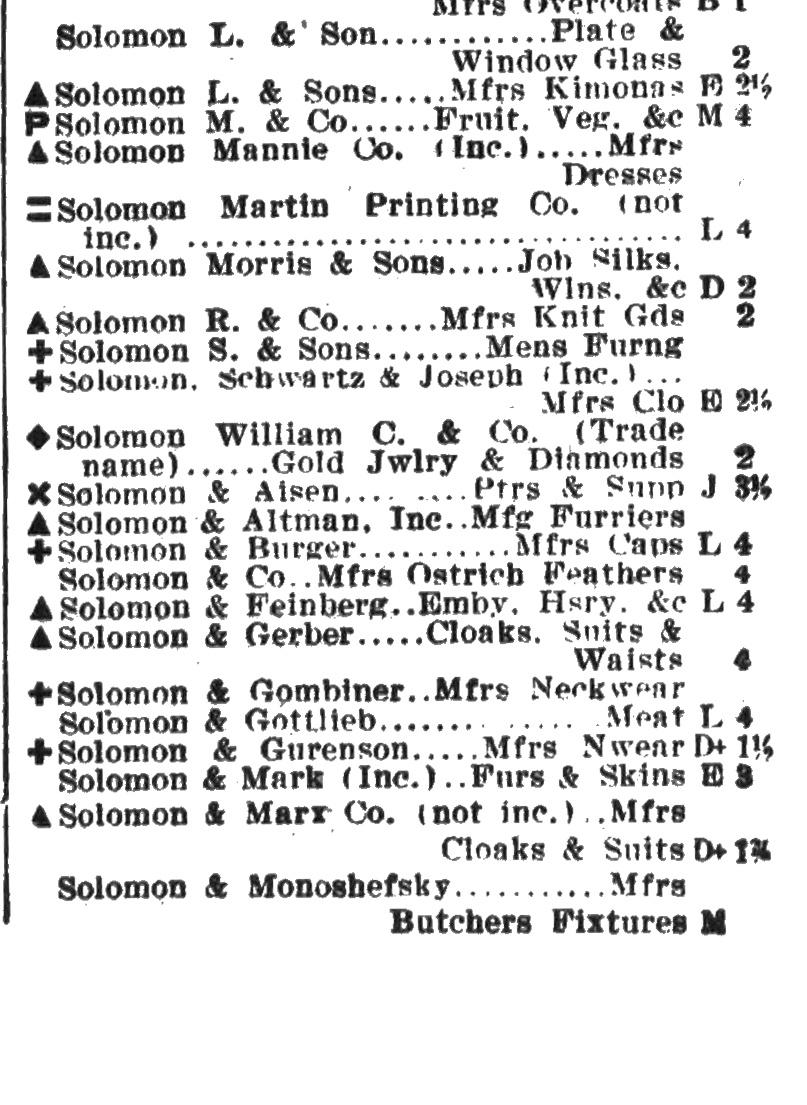 Mfrs Overcoats B 1
Solomon L. & Son............Plate &
Window Glass 2
▲Solomon L. & Sons.....Mfrs Kimonas E 2½
PSolomon M. & Co......Fruit, Veg. &c M 4
▲Solomon Mannie Co. (Inc.).....Mfrs
Dresses
=Solomon Martin Printing Co. (not
inc.) .................................. L 4
▲Solomon Morris & Sons.....Job Silks,
Wlns. &c D 2
▲Solomon R. & Co.......Mfrs Knit Gds 2
+Solomon S. & Sons........Mens Furng
+Solomon, Schwartz & Joseph (Inc.)...
Mfrs Clo E 2½
◆Solomon William C. & Co. (Trade
name)......Gold Jwlry & Diamonds 2
×Solomon & Aisen.... ....Ptrs & Supp J 3½
▲Solomon & Altman, Inc..Mfg Furriers
+Solomon & Burger...........Mfrs Caps L 4
Solomon & Co..Mfrs Ostrich Feathers 4
▲Solomon & Feinberg..Emby. Hsry. &c L 4
▲Solomon & Gerber.....Cloaks, Suits &
Waists 4
+Solomon & Gombiner..Mfrs Neckwear
Solomon & Gottlieb........ ..... Meat L 4
+Solomon & Gurenson.....Mfrs Nwear D+ 1½
Solomon & Mark (Inc.)..Furs & Skins E 3
▲Solomon & Marx Co. (not inc.)..Mfrs
Cloaks & Suits D+ 1¾
Solomon & Monoshefsky...........Mfrs
Butchers Fixtures M